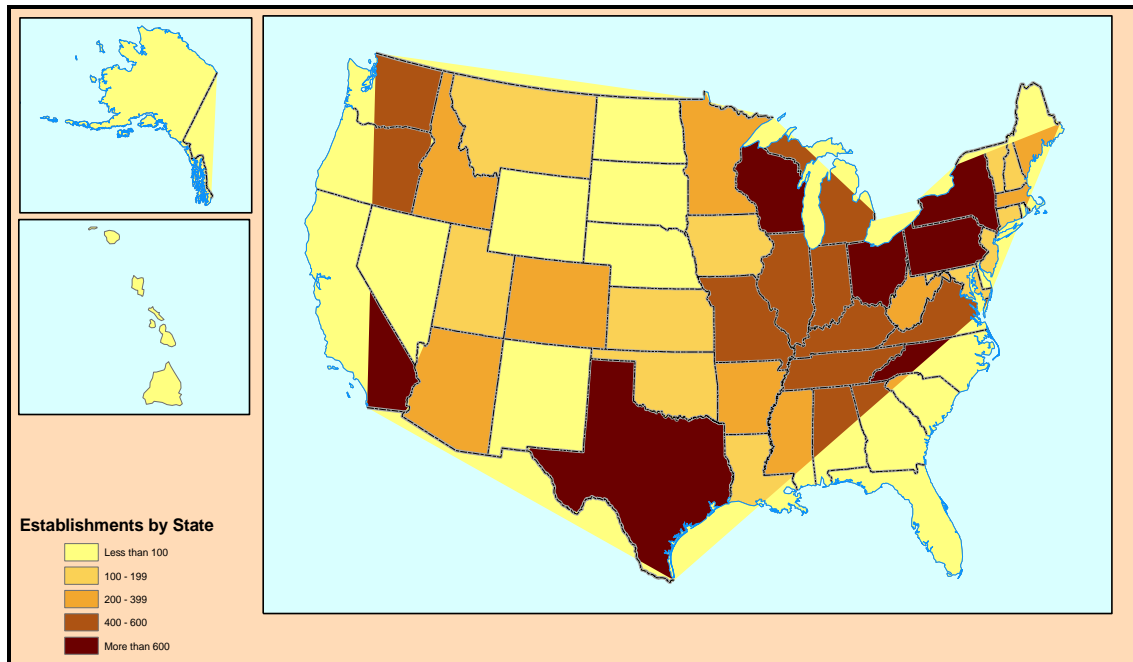 Establishments by State
Less than 100
100 - 199
200 - 399
400 - 600
More than 600